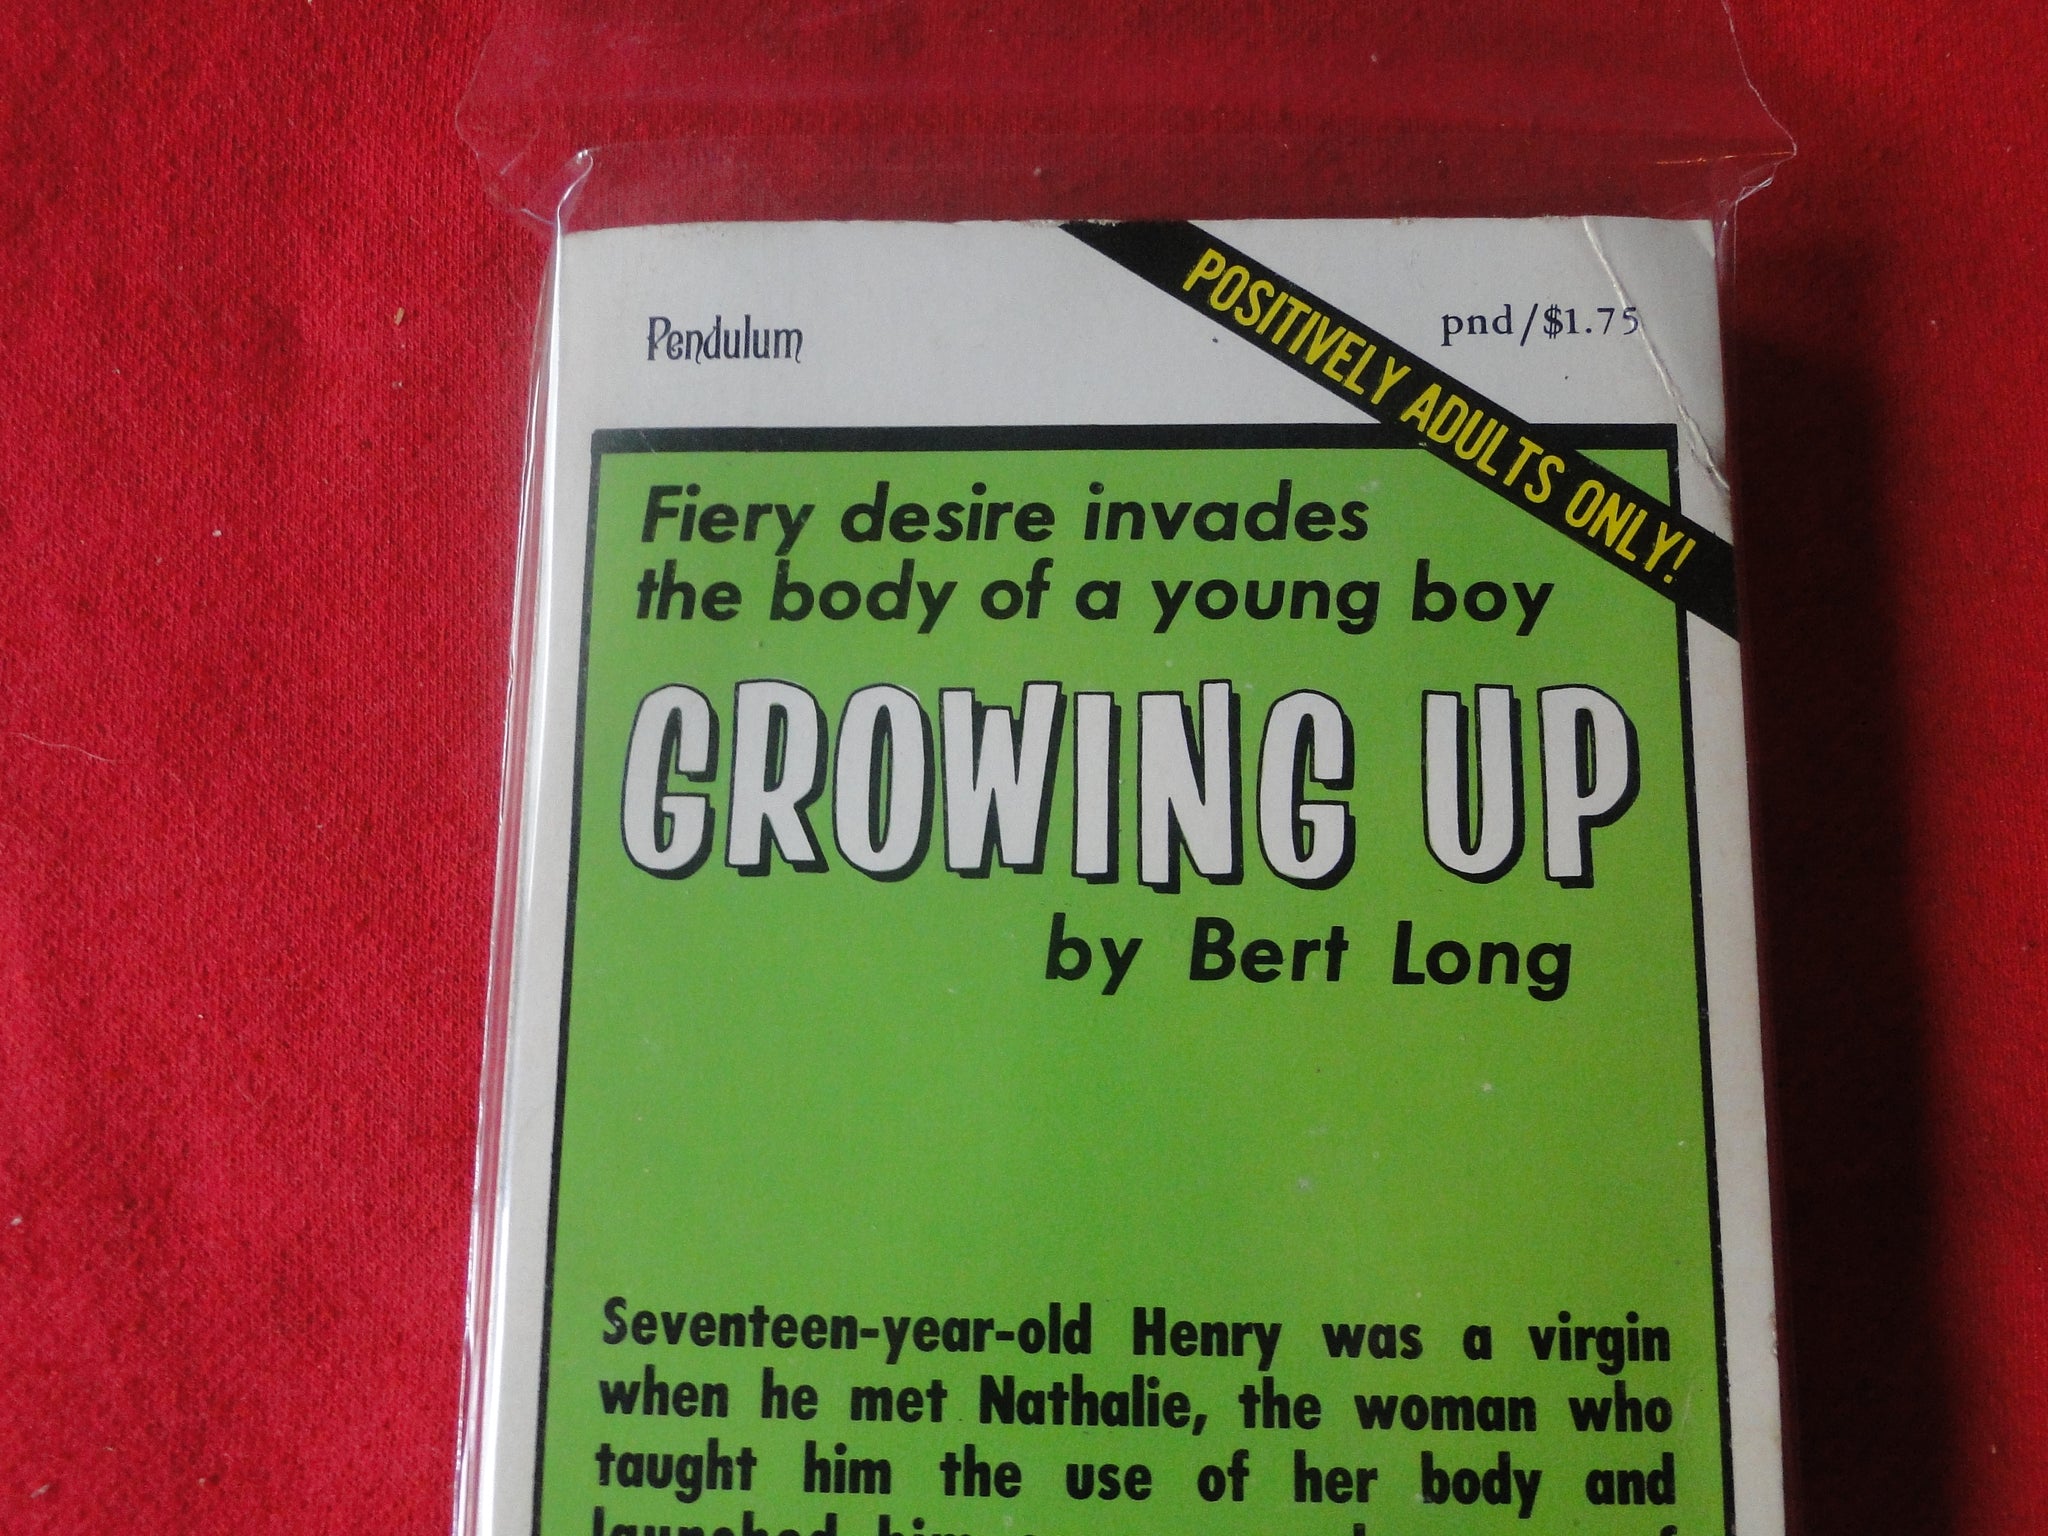 Pendulum
pnd/$1.75
POSITIVELY ADULTS ONLY!
Fiery desire invades
the body of a young boy
GROWING UP
by Bert Long
Seventeen-year-old Henry was a virgin
when he met Nathalie, the woman who
taught him the use of her body and
launched him